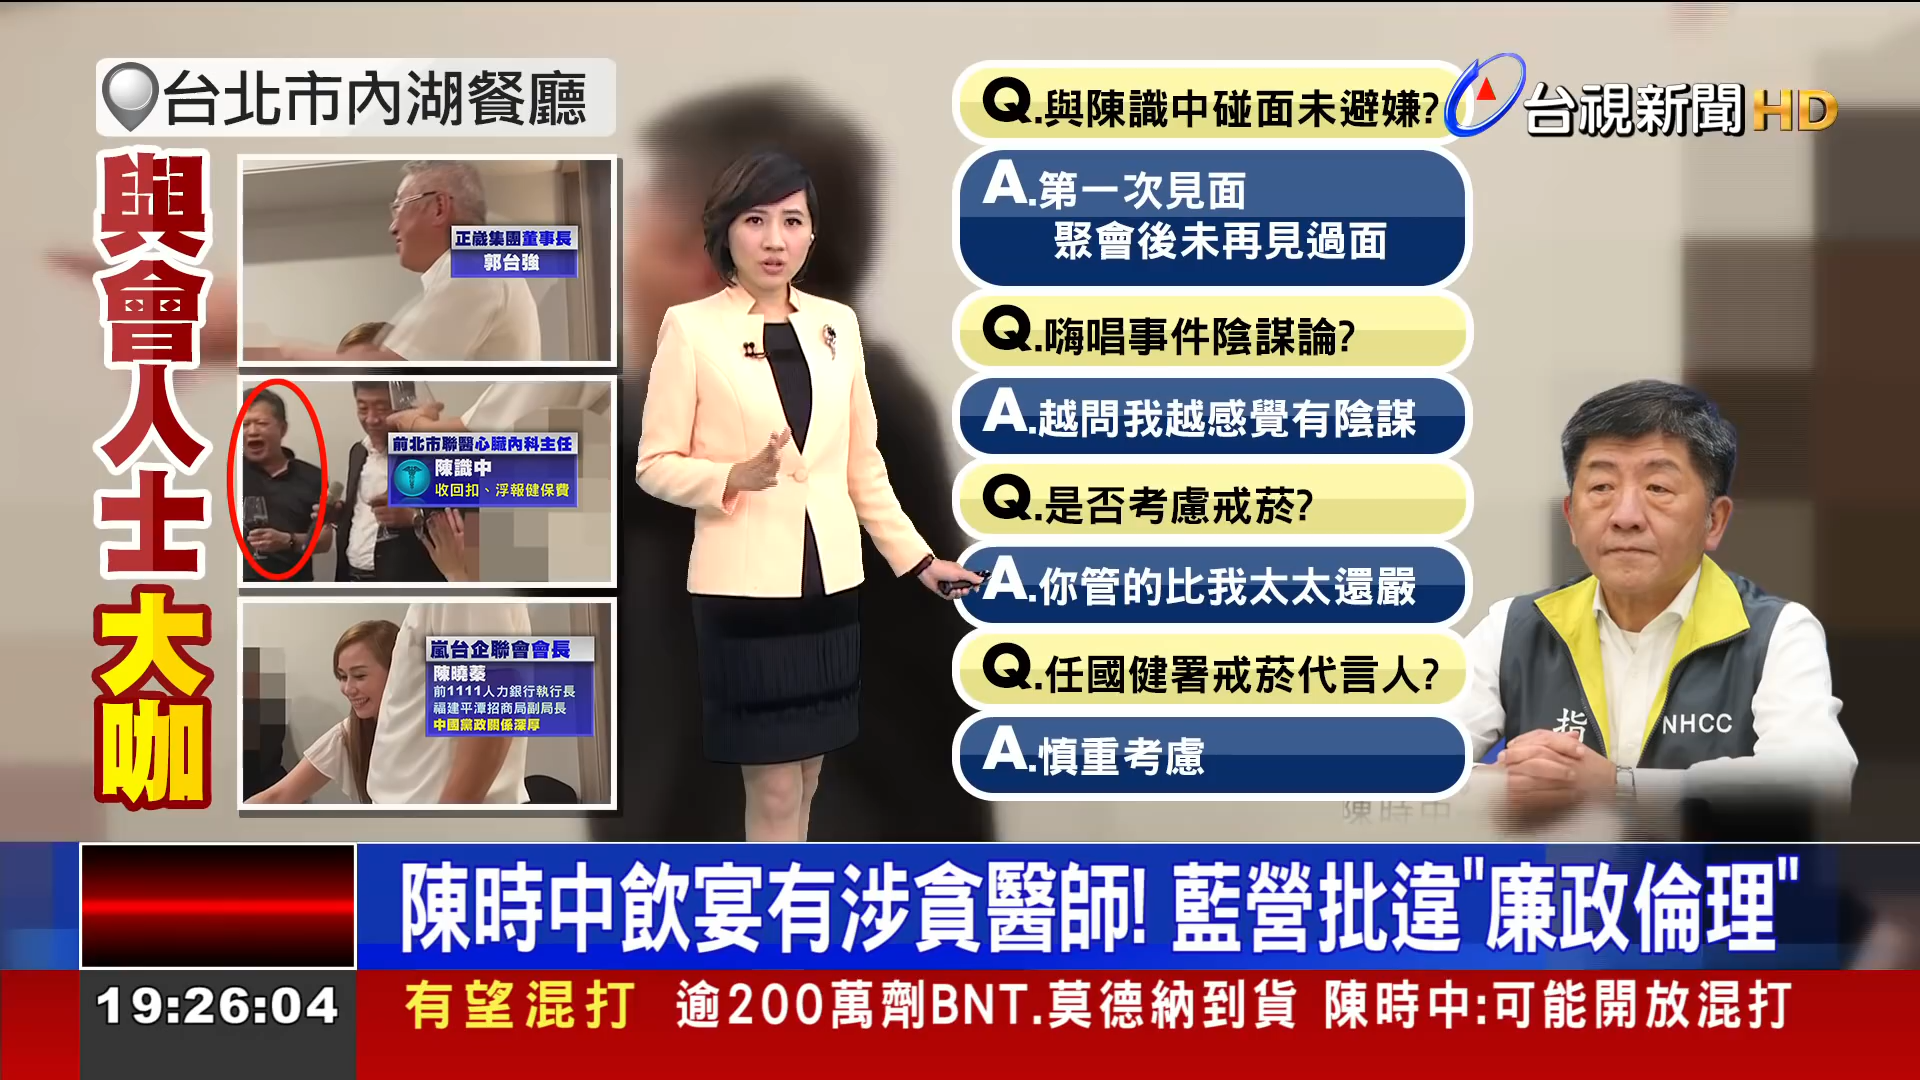 台北市內湖餐廳
與會人士大咖
正崴集團董事長
郭台強
前北市聯醫心臟內科主任
陳識中
收回扣、浮報健保費
嵐台企聯會會長
陳曉蔆
前1111人力銀行執行長
福建平潭招商局副局長
中國黨政關係深厚
Q.與陳識中碰面未避嫌?
A.第一次見面
聚會後未再見過面
Q.嗨唱事件陰謀論?
A.越問我越感覺有陰謀
Q.是否考慮戒菸?
A.你管的比我太太還嚴
Q.任國健署戒菸代言人?
A.慎重考慮
台視新聞HD
指
NHCC
陳時中
陳時中飲宴有涉貪醫師! 藍營批違"廉政倫理"
19:26:04
有望混打 逾200萬劑BNT.莫德納到貨 陳時中:可能開放混打